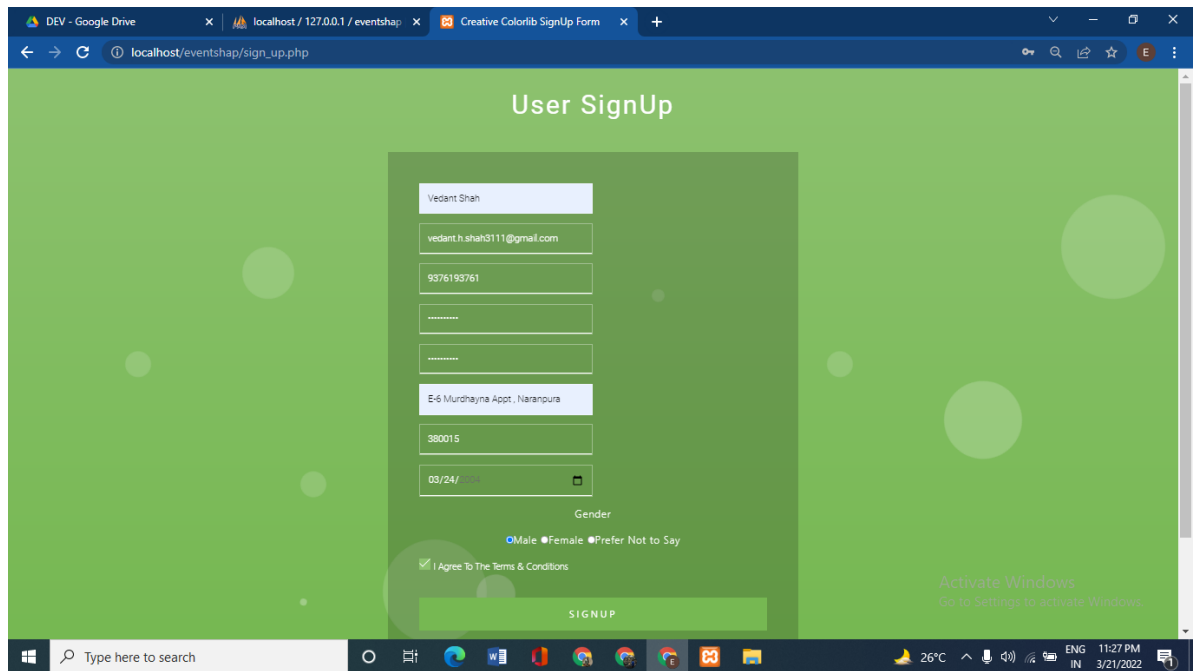 DEV - Google Drive
localhost / 127.0.0.1 / eventshap
Creative Colorlib SignUp Form
localhost/eventshap/sign_up.php
E
User SignUp
Vedant Shah
vedant.h.shah3111@gmail.com
9376193761
••••••••••
••••••••••
E-6 Murdhayna Appt , Naranpura
380015
03/24/2004
Gender
Male Female Prefer Not to Say
I Agree To The Terms & Conditions
SIGNUP
Activate Windows
Go to Settings to activate Windows.
Type here to search
26°C
ENG
IN
11:27 PM
3/21/2022